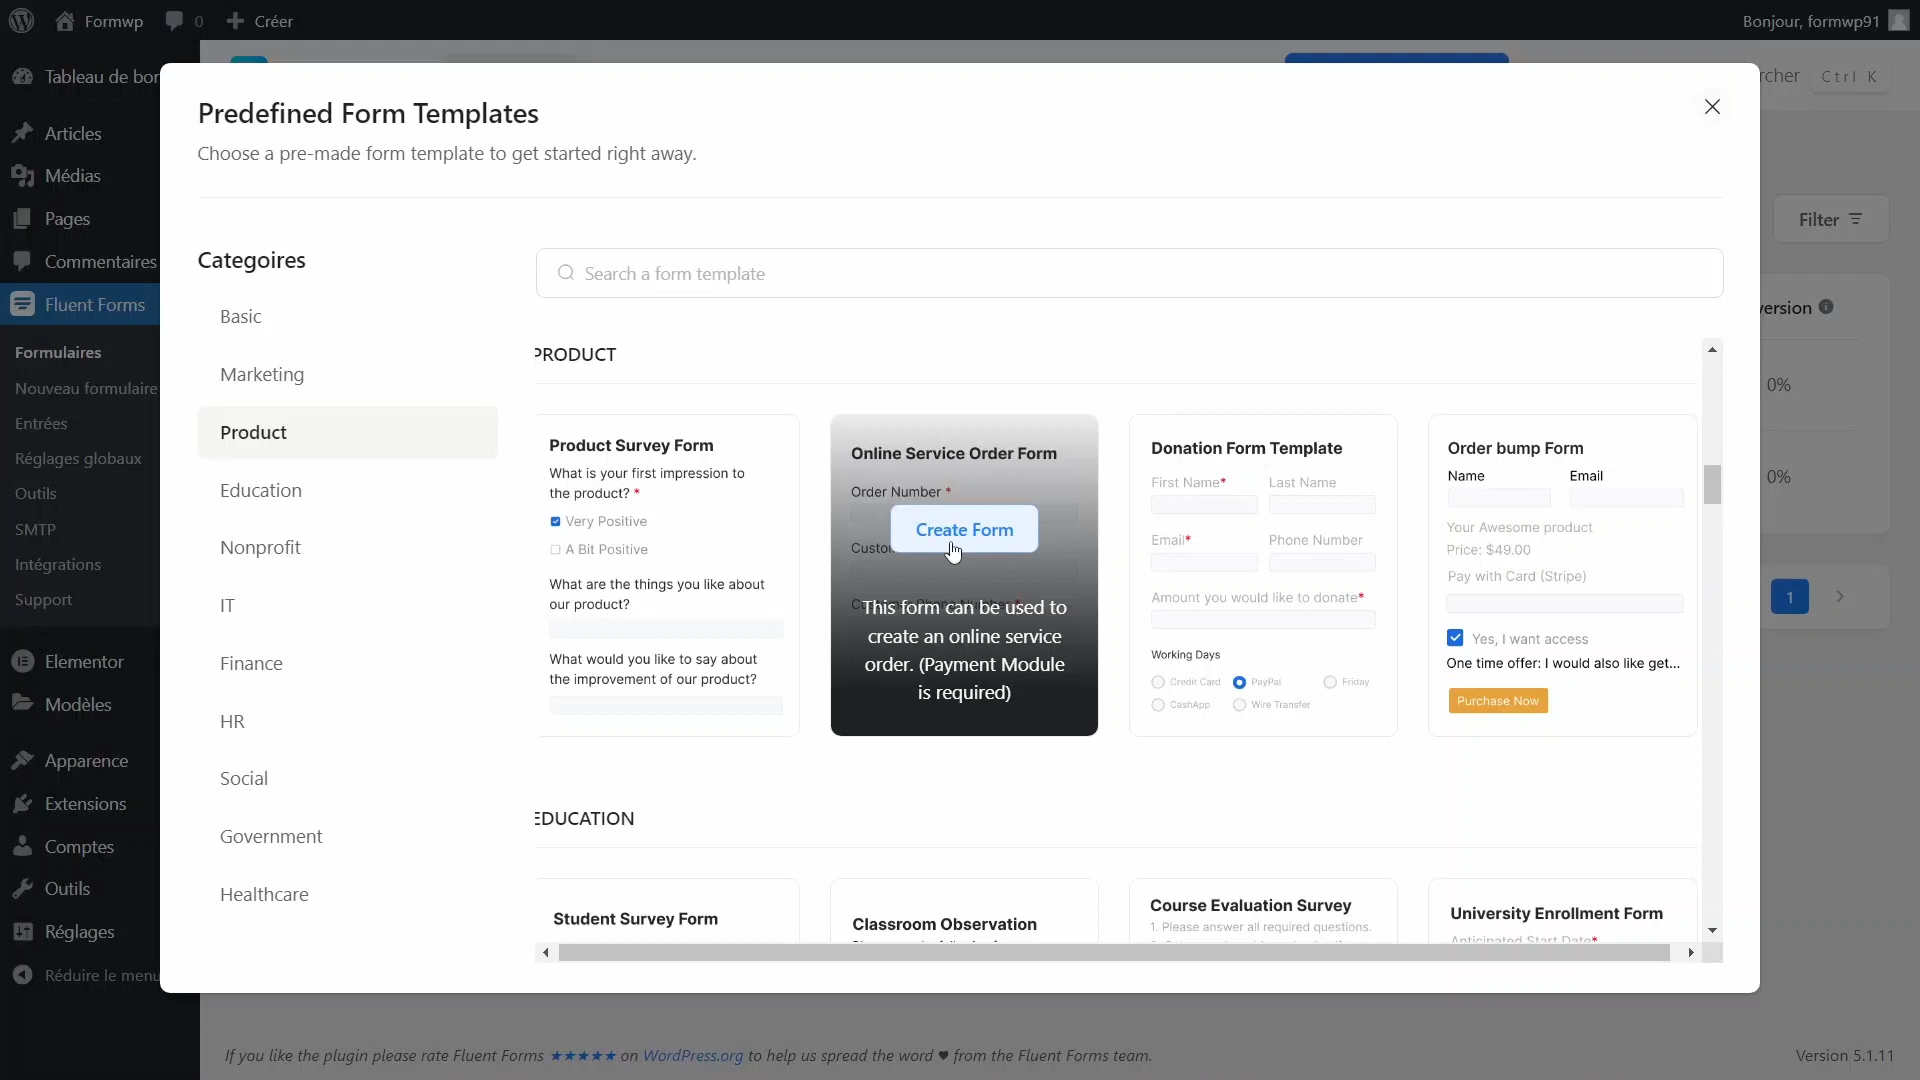 Formwp
0
Créer
Bonjour, formwp91
Tableau de bor
rcher
Ctrl K
Articles
Médias
Pages
Commentaires
Fluent Forms
Formulaires
Nouveau formulaire
Entrées
Réglages globaux
Outils
SMTP
Intégrations
Support
Elementor
Modèles
Apparence
Extensions
Comptes
Outils
Réglages
Réduire le menu
Predefined Form Templates
Choose a pre-made form template to get started right away.
Categoires
Basic
Marketing
Product
Education
Nonprofit
IT
Finance
HR
Social
Government
Healthcare
Search a form template
PRODUCT
Product Survey Form
What is your first impression to
the product? *
Very Positive
A Bit Positive
What are the things you like about
our product?
What would you like to say about
the improvement of our product?
Online Service Order Form
Order Number *
Create Form
Custo
This form can be used to
create an online service
order. (Payment Module
is required)
Donation Form Template
First Name*
Last Name
Email*
Phone Number
Amount you would like to donate*
Working Days
Credit Card
PayPal
Friday
CashApp
Wire Transfer
Order bump Form
Name
Email
Your Awesome product
Price: $49.00
Pay with Card (Stripe)
Yes, I want access
One time offer: I would also like get...
Purchase Now
EDUCATION
Student Survey Form
Classroom Observation
Course Evaluation Survey
1. Please answer all required questions.
University Enrollment Form
Anticipated Start Date*
Filter
version
0%
0%
1
If you like the plugin please rate Fluent Forms ★★★★★ on WordPress.org to help us spread the word ♥ from the Fluent Forms team.
Version 5.1.11